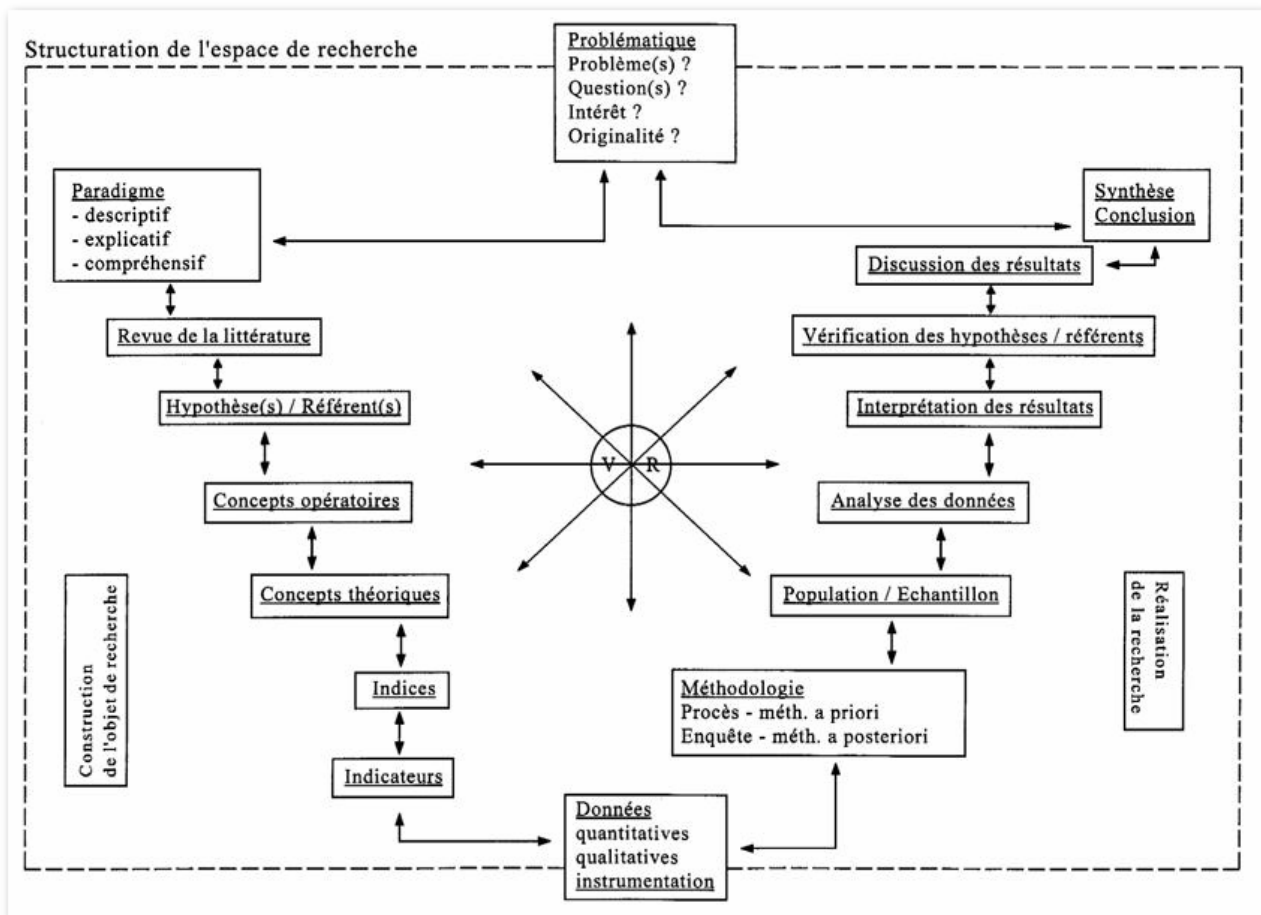 Structuration de l'espace de recherche
Problématique
Problème(s) ?
Question(s) ?
Intérêt ?
Originalité ?
Paradigme
- descriptif
- explicatif
- compréhensif
Revue de la littérature
Hypothèse(s) / Référent(s)
Concepts opératoires
Concepts théoriques
Indices
Indicateurs
Construction
de l'objet de recherche
V R
Données
quantitatives
qualitatives
instrumentation
Méthodologie
Procès - méth. a priori
Enquête - méth. a posteriori
Population / Echantillon
Analyse des données
Interprétation des résultats
Vérification des hypothèses / référents
Discussion des résultats
Synthèse
Conclusion
Réalisation
de la recherche